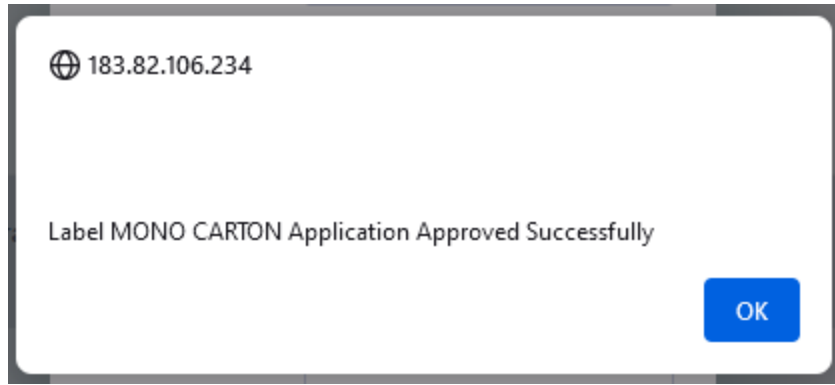 183.82.106.234
Label MONO CARTON Application Approved Successfully
OK